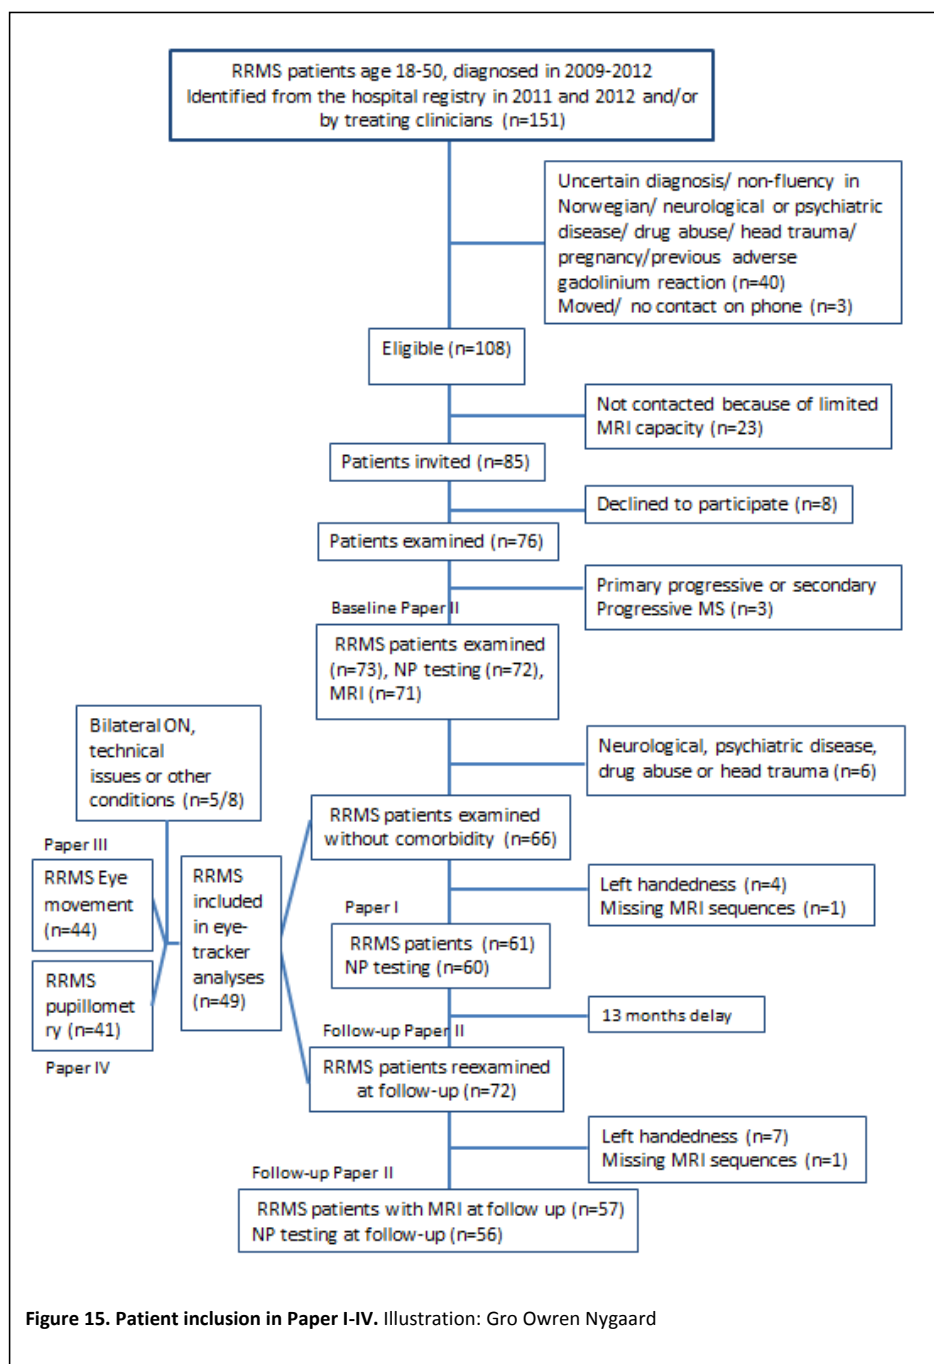 RRMS patients age 18-50, diagnosed in 2009-2012
Identified from the hospital registry in 2011 and 2012 and/or
by treating clinicians (n=151)
Uncertain diagnosis/ non-fluency in
Norwegian/ neurological or psychiatric
disease/ drug abuse/ head trauma/
pregnancy/previous adverse
gadolinium reaction (n=40)
Moved/ no contact on phone (n=3)
Eligible (n=108)
Not contacted because of limited
MRI capacity (n=23)
Patients invited (n=85)
Declined to participate (n=8)
Patients examined (n=76)
Primary progressive or secondary
Progressive MS (n=3)
Baseline Paper II
RRMS patients examined
(n=73), NP testing (n=72),
MRI (n=71)
Neurological, psychiatric disease,
drug abuse or head trauma (n=6)
Bilateral ON,
technical
issues or other
conditions (n=5/8)
RRMS patients examined
without comorbidity (n=66)
Paper III
RRMS Eye
movement
(n=44)
RRMS
included
in eye-
tracker
analyses
(n=49)
RRMS
pupillomet
ry (n=41)
Paper IV
Left handedness (n=4)
Missing MRI sequences (n=1)
Paper I
RRMS patients (n=61)
NP testing (n=60)
13 months delay
Follow-up Paper II
RRMS patients reexamined
at follow-up (n=72)
Left handedness (n=7)
Missing MRI sequences (n=1)
Follow-up Paper II
RRMS patients with MRI at follow up (n=57)
NP testing at follow-up (n=56)
Figure 15. Patient inclusion in Paper I-IV. Illustration: Gro Owren Nygaard